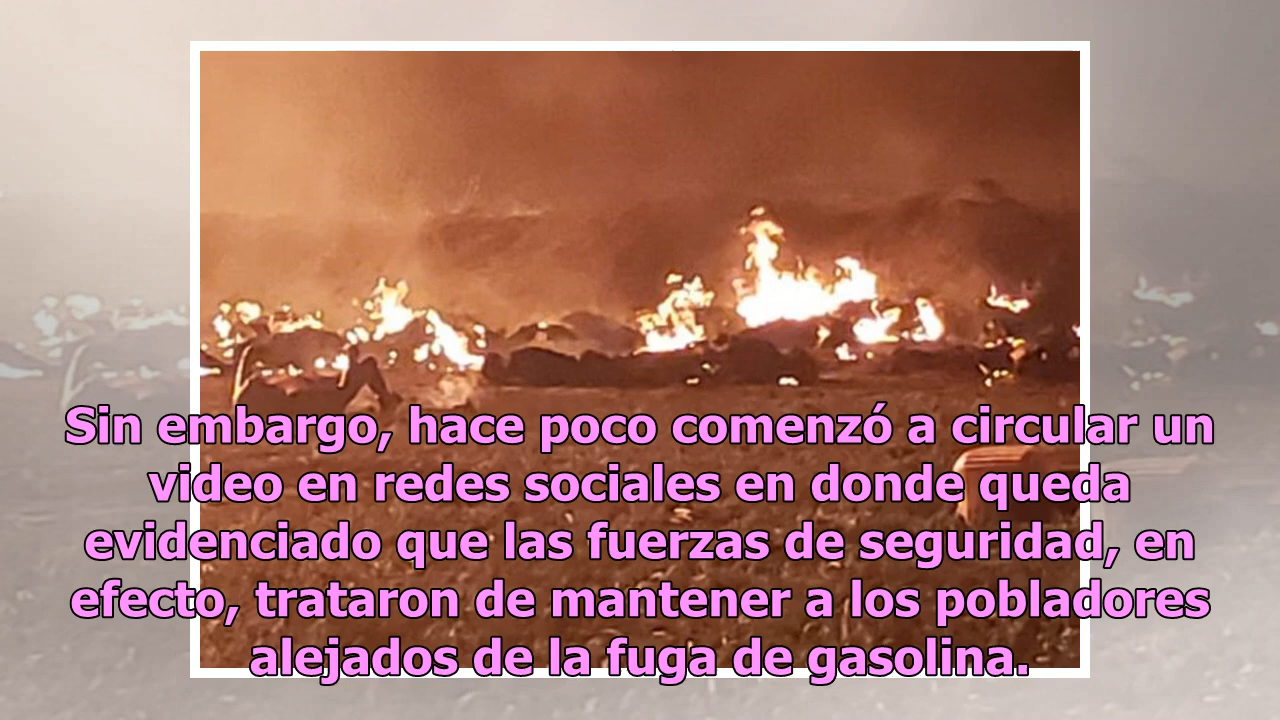 Sin embargo, hace poco comenzó a circular un
video en redes sociales en donde queda
evidenciado que las fuerzas de seguridad, en
efecto, trataron de mantener a los pobladores
alejados de la fuga de gasolina.